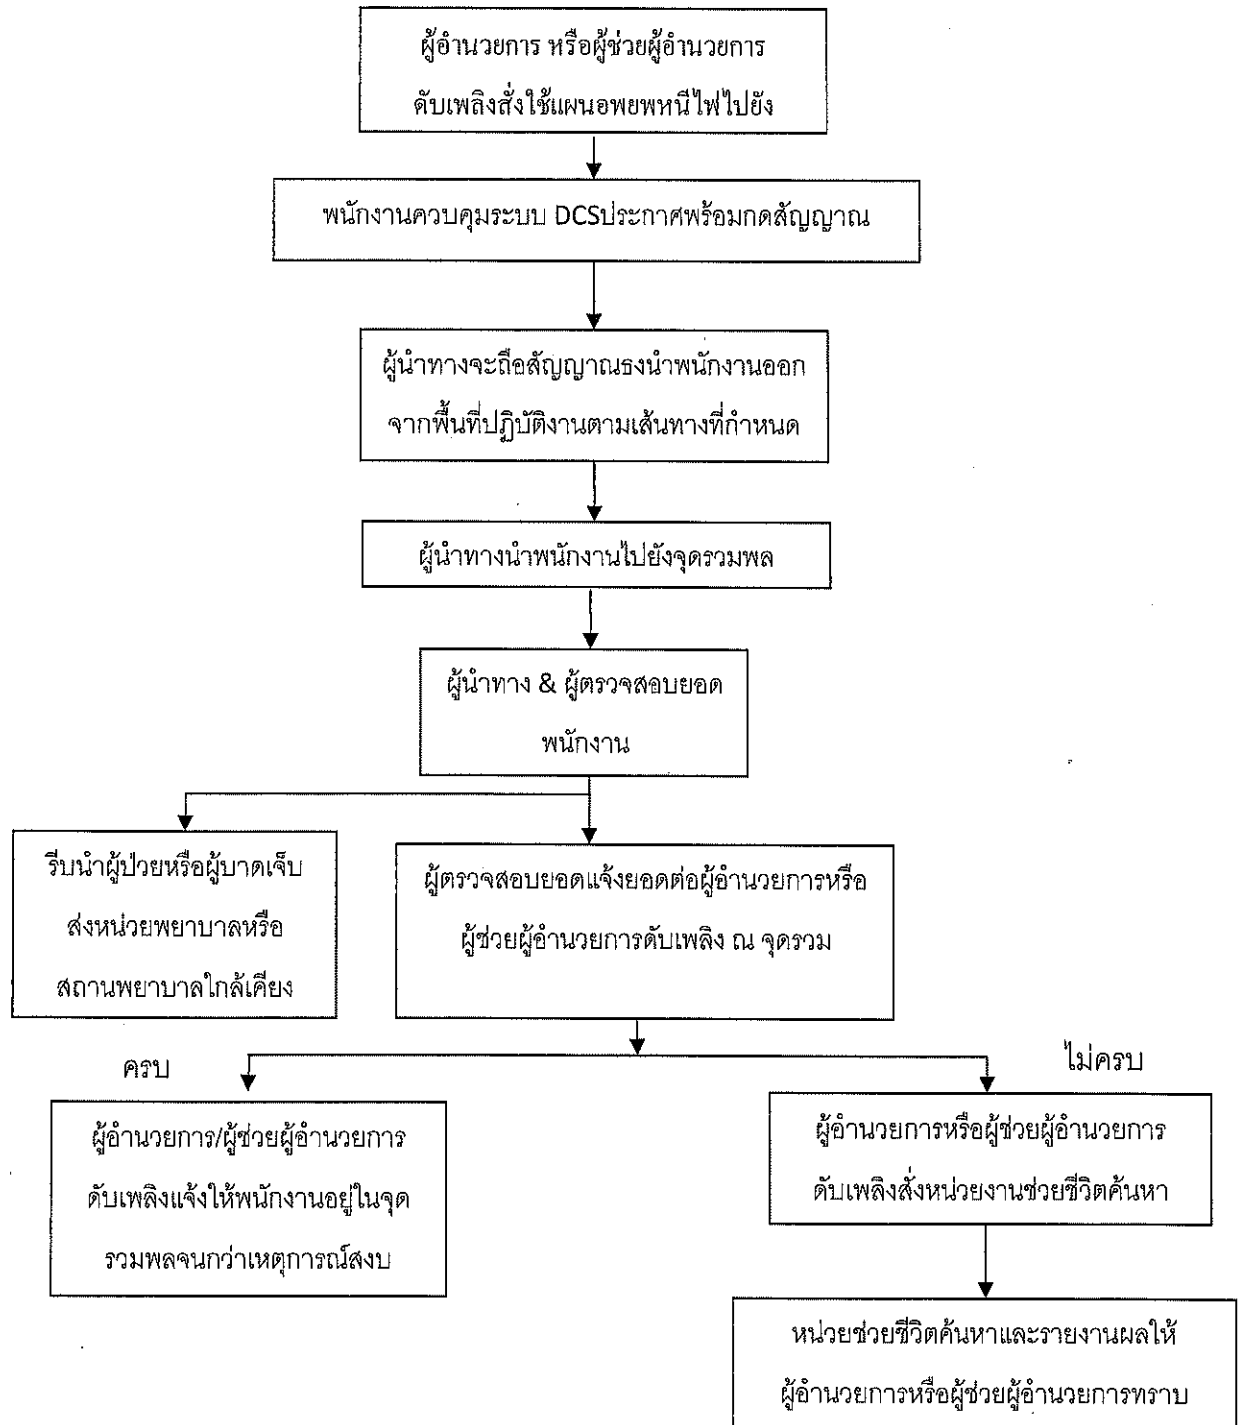 ผู้อำนวยการ หรือผู้ช่วยผู้อำนวยการ
ดับเพลิงสั่งใช้แผนอพยพหนีไฟไปยัง
พนักงานควบคุมระบบ DCSประกาศพร้อมกดสัญญาณ
ผู้นำทางจะถือสัญญาณธงนำพนักงานออก
จากพื้นที่ปฏิบัติงานตามเส้นทางที่กำหนด
ผู้นำทางนำพนักงานไปยังจุดรวมพล
ผู้นำทาง & ผู้ตรวจสอบยอด
พนักงาน
รีบนำผู้ป่วยหรือผู้บาดเจ็บ
ส่งหน่วยพยาบาลหรือ
สถานพยาบาลใกล้เคียง
ผู้ตรวจสอบยอดแจ้งยอดต่อผู้อำนวยการหรือ
ผู้ช่วยผู้อำนวยการดับเพลิง ณ จุดรวม
ครบ
ไม่ครบ
ผู้อำนวยการ/ผู้ช่วยผู้อำนวยการ
ดับเพลิงแจ้งให้พนักงานอยู่ในจุด
รวมพลจนกว่าเหตุการณ์สงบ
ผู้อำนวยการหรือผู้ช่วยผู้อำนวยการ
ดับเพลิงสั่งหน่วยงานช่วยชีวิตค้นหา
หน่วยช่วยชีวิตค้นหาและรายงานผลให้
ผู้อำนวยการหรือผู้ช่วยผู้อำนวยการทราบ